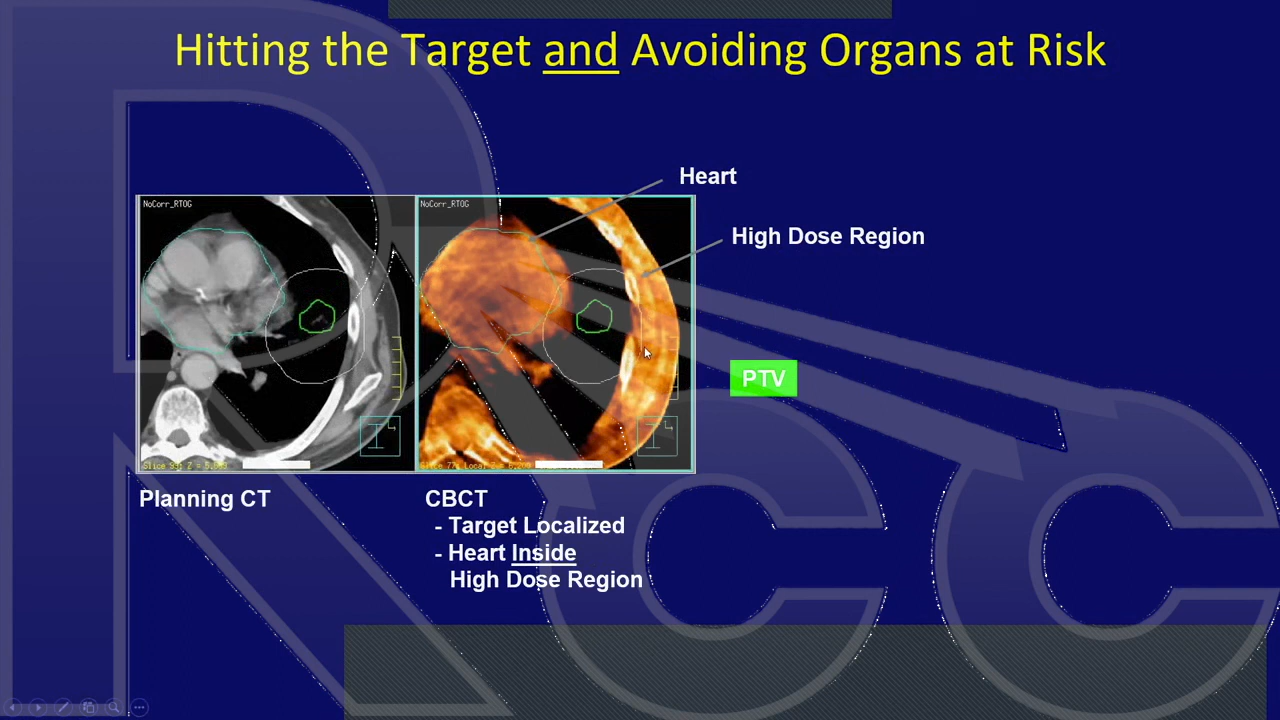 Hitting the Target and Avoiding Organs at Risk
Heart
High Dose Region
NoCorr_RTOG
NoCorr_RTOG
PTV
Planning CT
CBCT
- Target Localized
- Heart Inside
High Dose Region
RCC